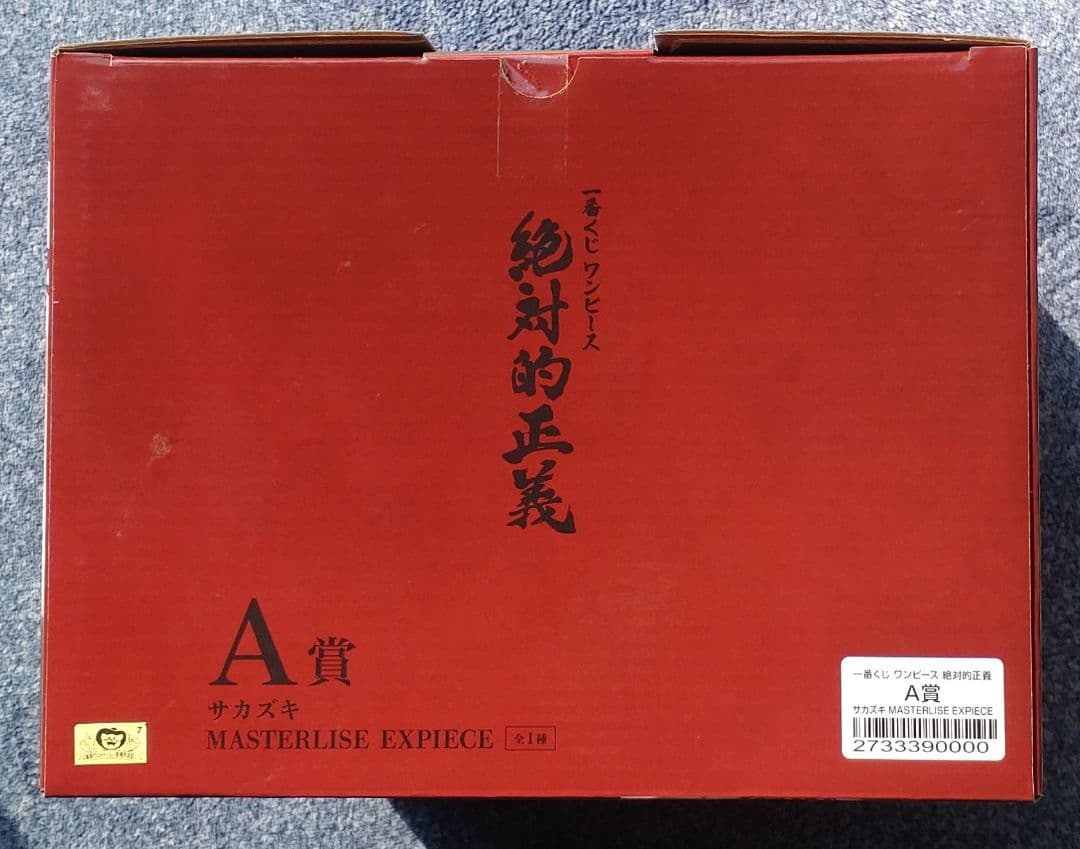 一番くじ ワンピース
絶対的正義
A賞
サカズキ
MASTERLISE EXPIECE 全1種
7
一番くじ ワンピース 絶対的正義
A賞
サカズキ MASTERLISE EXPIECE
2733390000